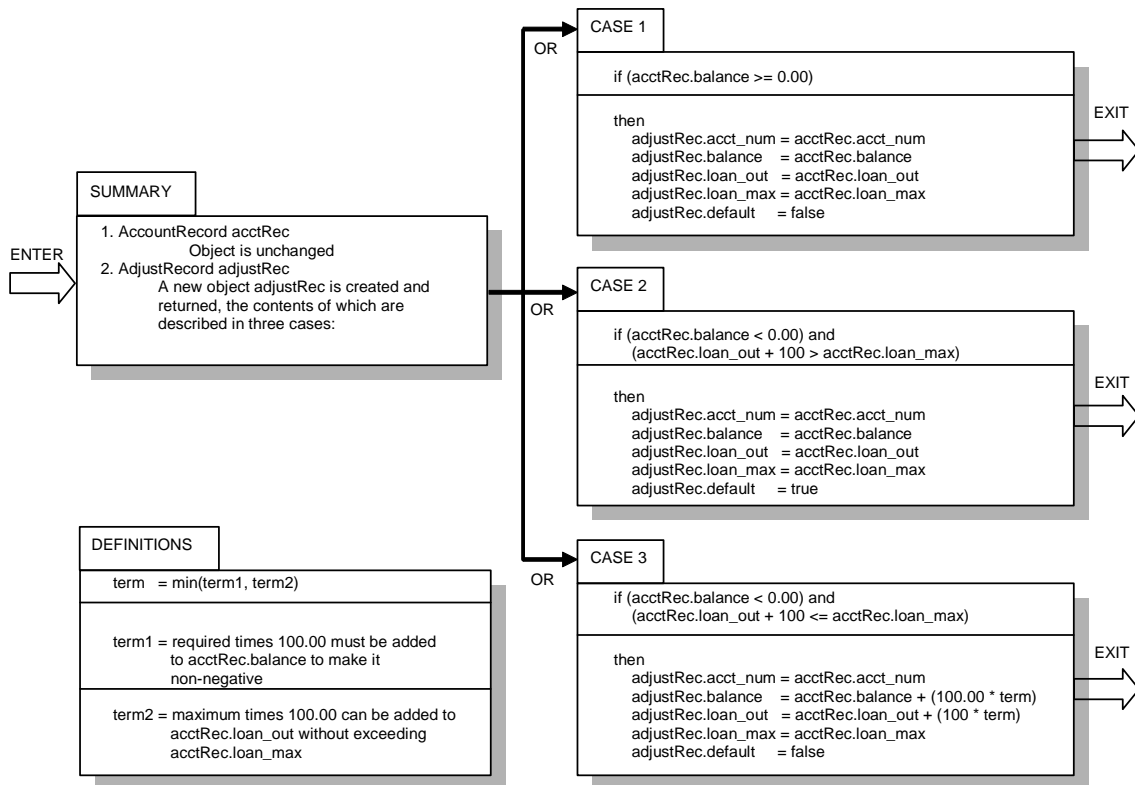 ENTER
SUMMARY
1. AccountRecord acctRec
Object is unchanged
2. AdjustRecord adjustRec
A new object adjustRec is created and
returned, the contents of which are
described in three cases:
OR
CASE 1
if (acctRec.balance >= 0.00)
then
adjustRec.acct_num = acctRec.acct_num
adjustRec.balance = acctRec.balance
adjustRec.loan_out = acctRec.loan_out
adjustRec.loan_max = acctRec.loan_max
adjustRec.default = false
EXIT
OR
CASE 2
if (acctRec.balance < 0.00) and
(acctRec.loan_out + 100 > acctRec.loan_max)
then
adjustRec.acct_num = acctRec.acct_num
adjustRec.balance = acctRec.balance
adjustRec.loan_out = acctRec.loan_out
adjustRec.loan_max = acctRec.loan_max
adjustRec.default = true
EXIT
OR
CASE 3
if (acctRec.balance < 0.00) and
(acctRec.loan_out + 100 <= acctRec.loan_max)
then
adjustRec.acct_num = acctRec.acct_num
adjustRec.balance = acctRec.balance + (100.00 * term)
adjustRec.loan_out = acctRec.loan_out + (100 * term)
adjustRec.loan_max = acctRec.loan_max
adjustRec.default = false
EXIT
DEFINITIONS
term = min(term1, term2)
term1 = required times 100.00 must be added
to acctRec.balance to make it
non-negative
term2 = maximum times 100.00 can be added to
acctRec.loan_out without exceeding
acctRec.loan_max